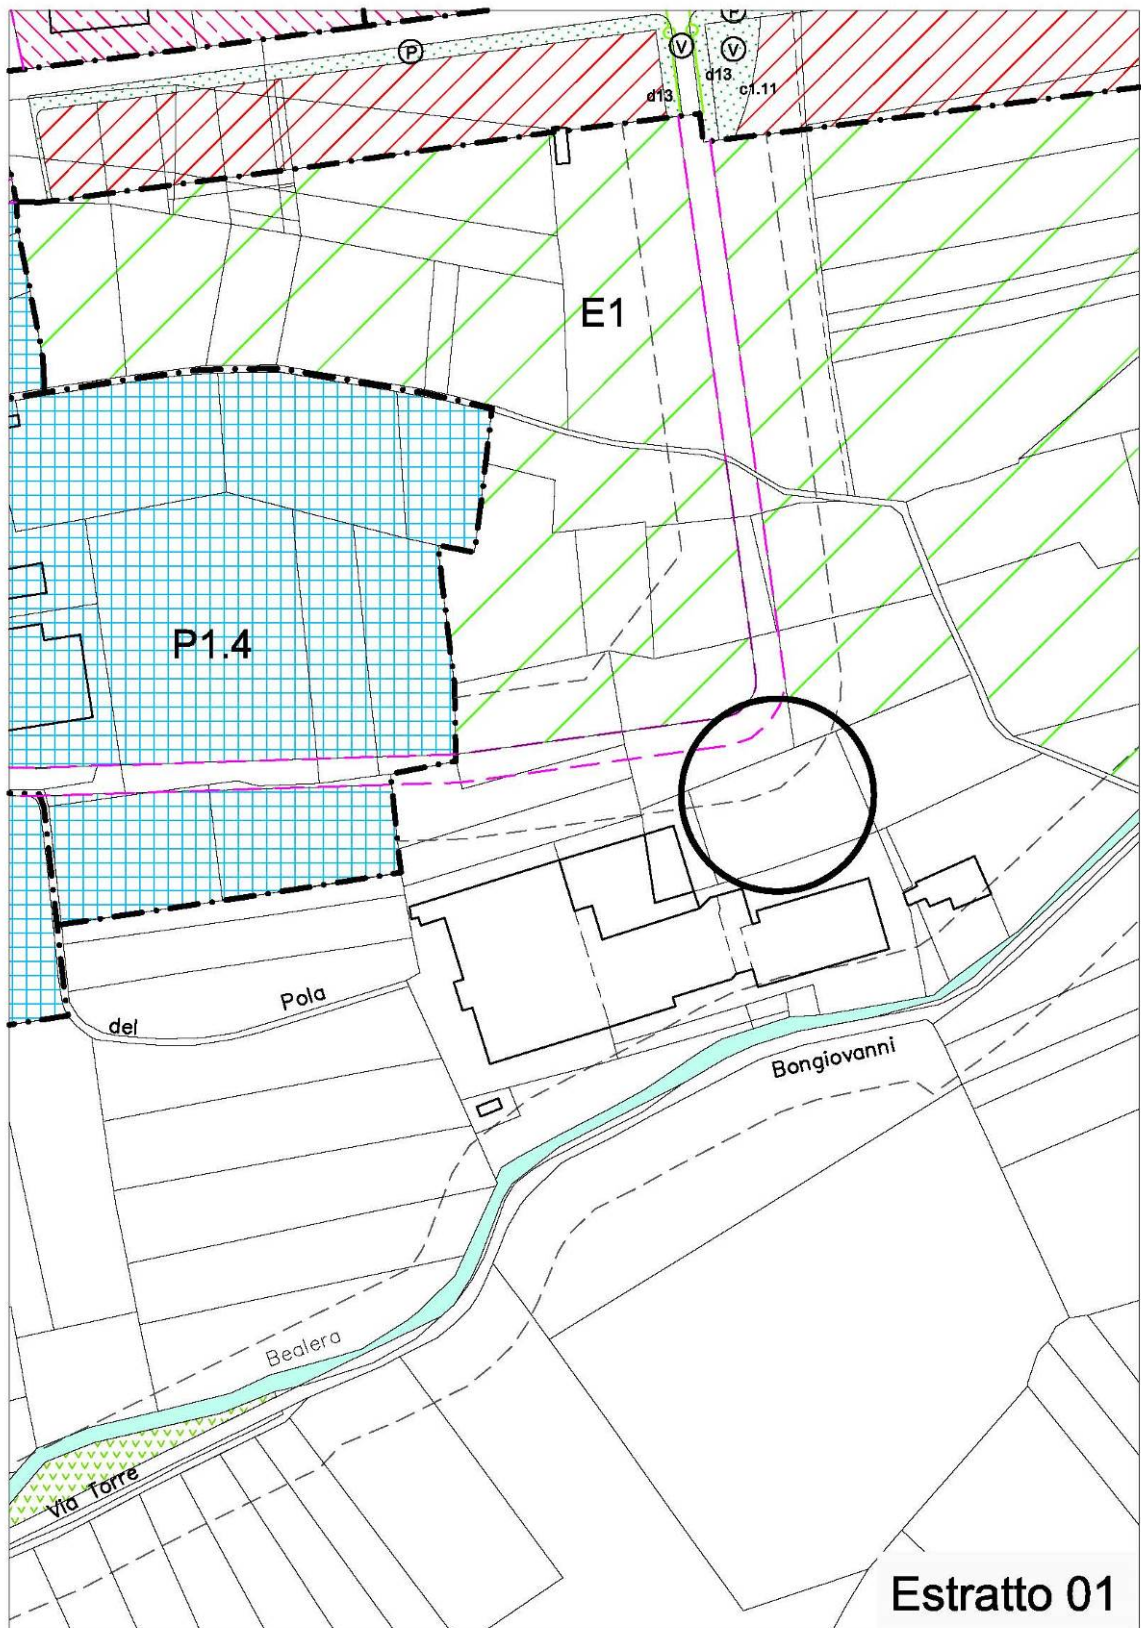 P
P
V
V
d13
c1.11
d13
E1
P1.4
Pola
del
Bongiovanni
Bealera
Via Torre
Estratto 01